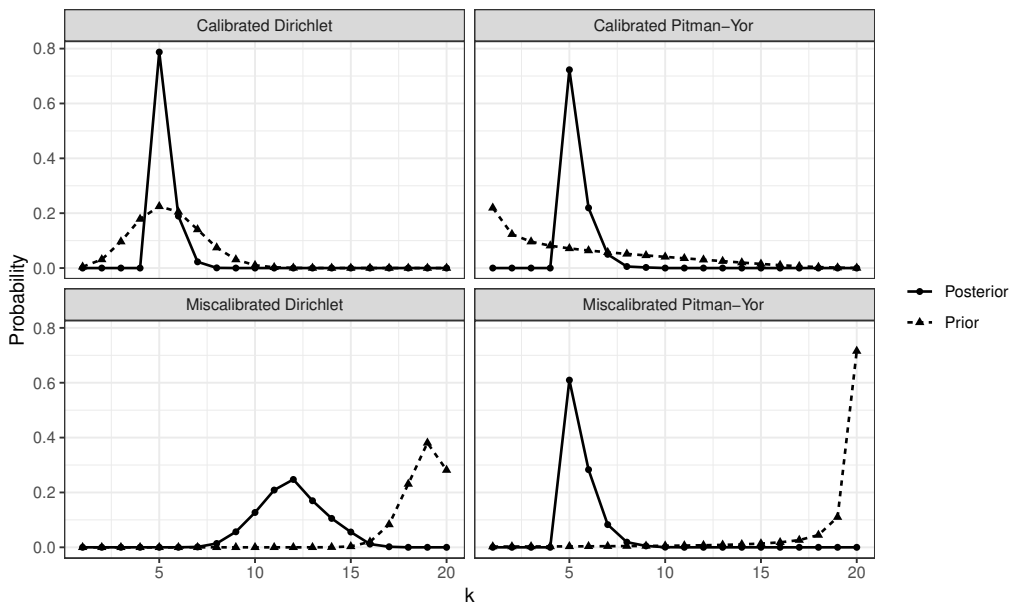 Calibrated Dirichlet
Calibrated Pitman−Yor
0.8
0.6
0.4
0.2
0.0
Miscalibrated Dirichlet
Miscalibrated Pitman−Yor
0.8
0.6
0.4
0.2
0.0
Probability
5 10 15 20
5 10 15 20
k
Posterior
Prior